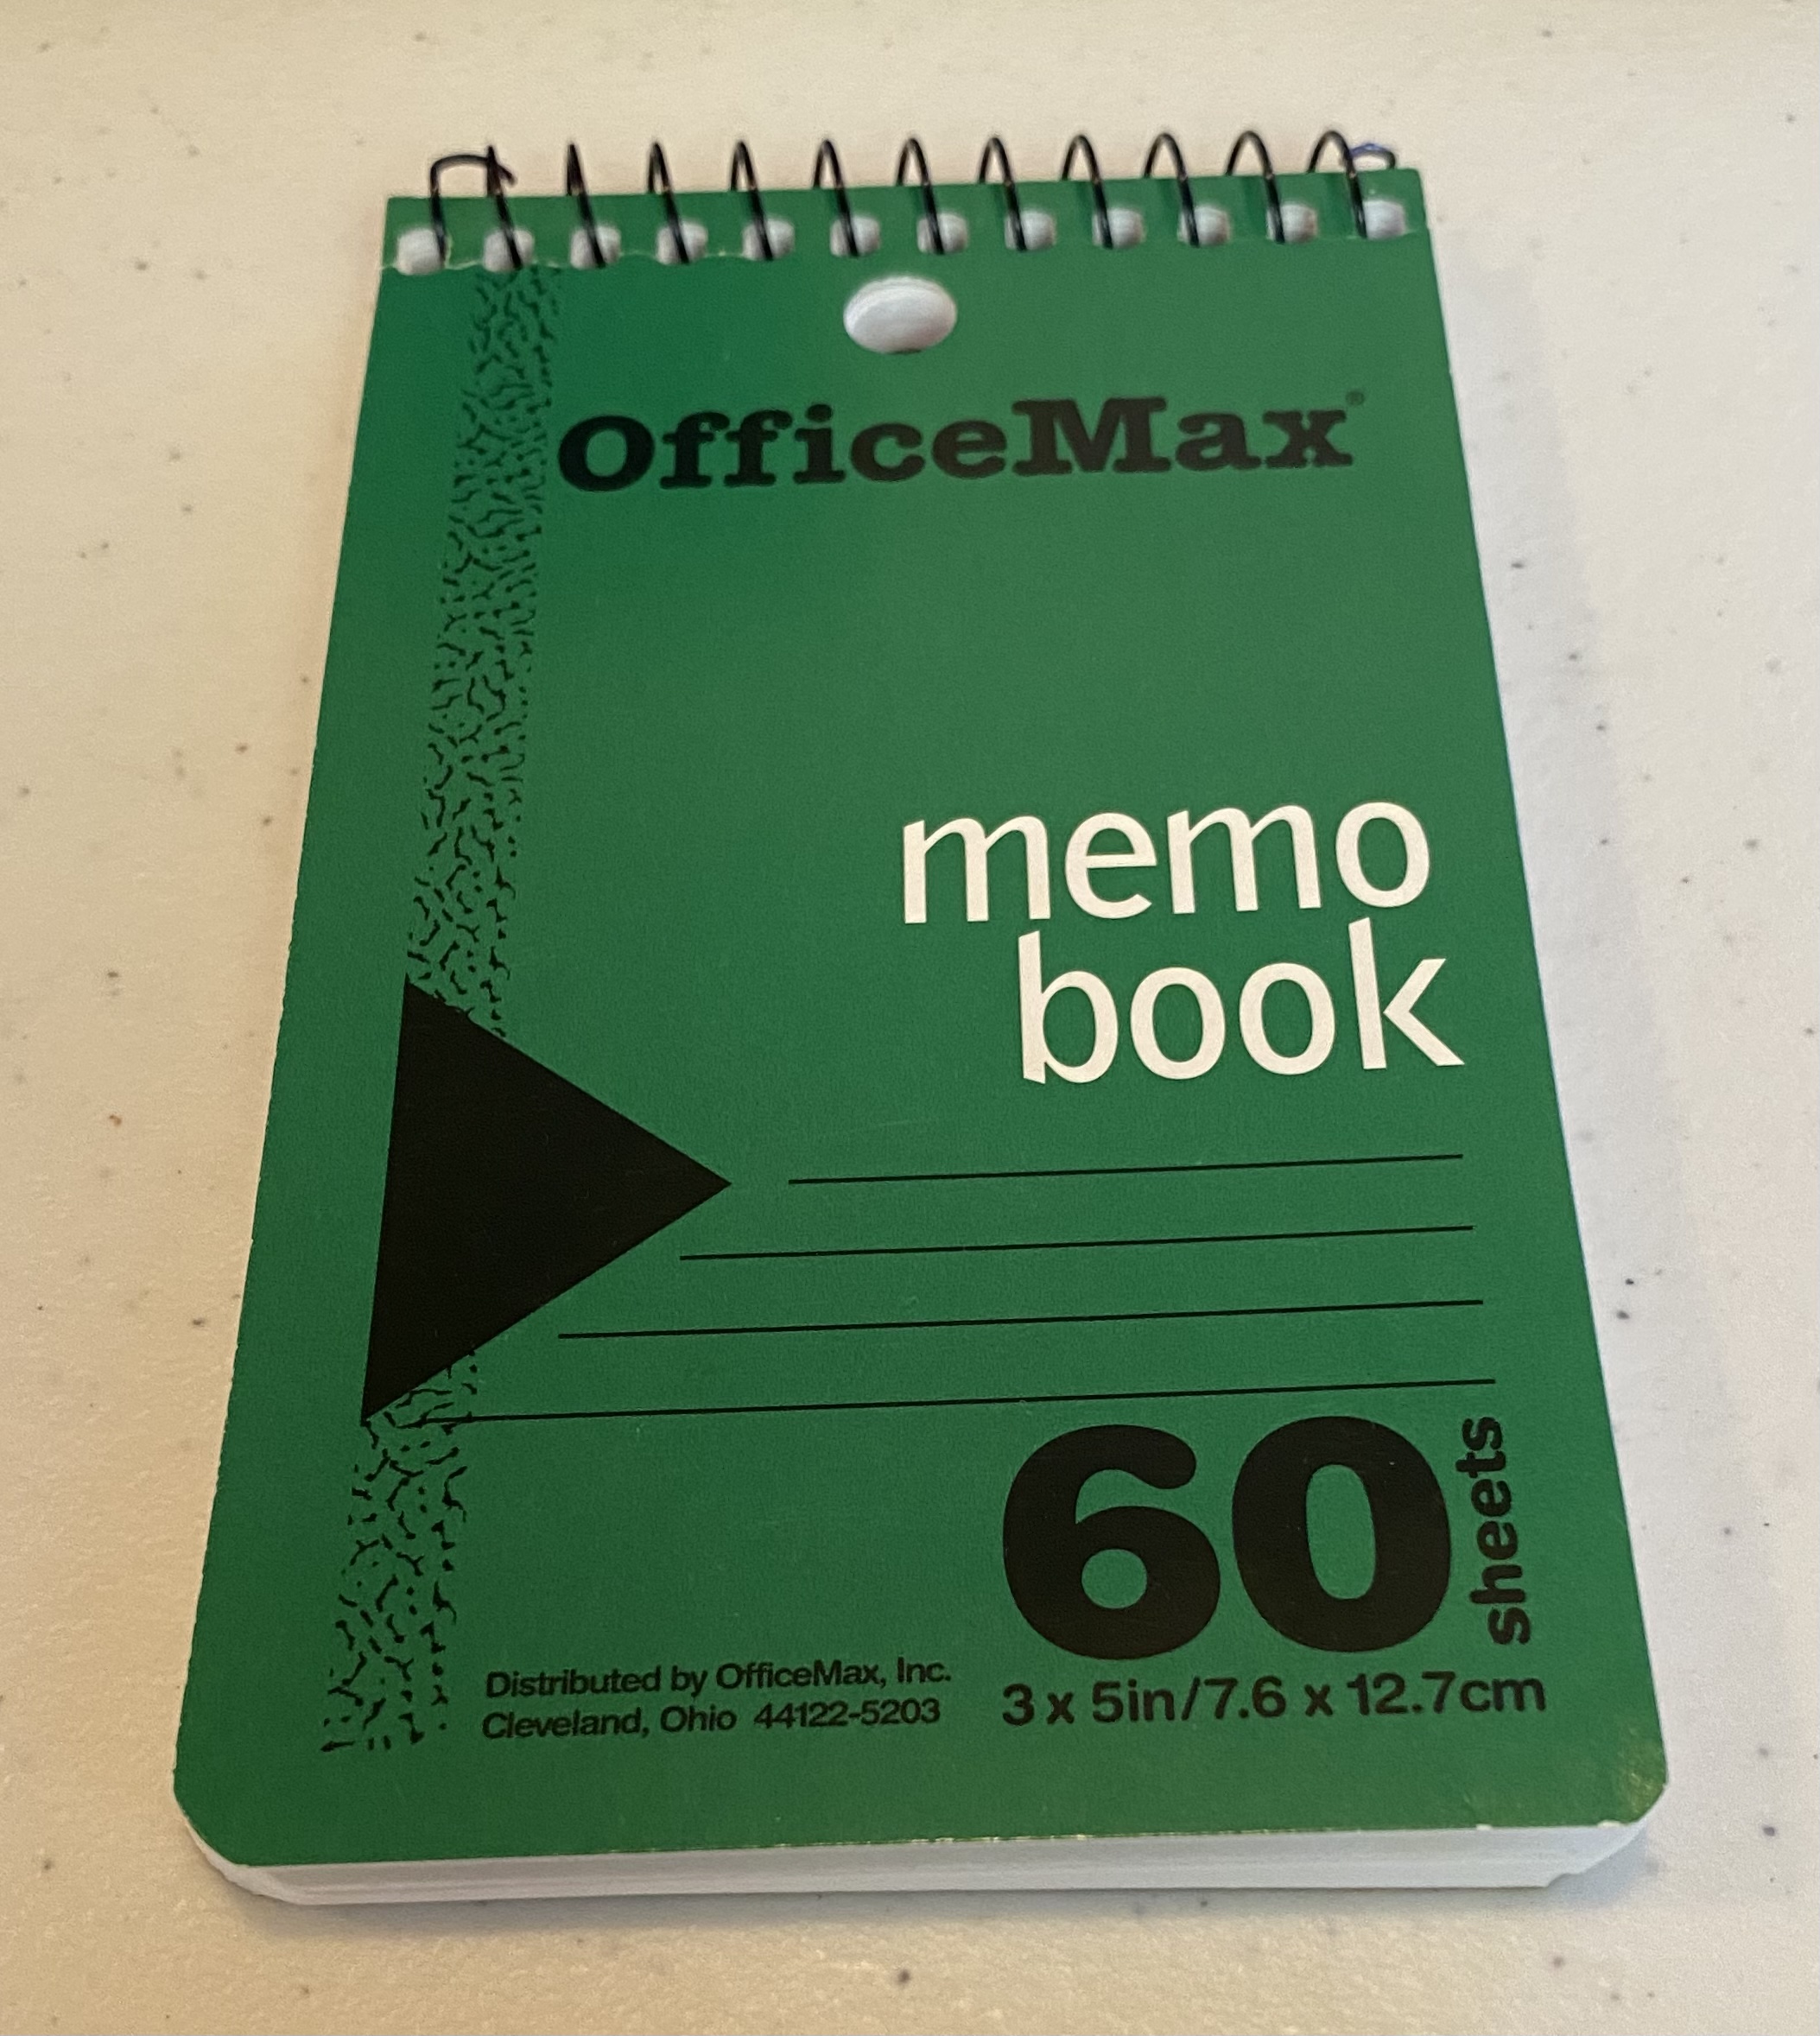 OfficeMax®
memo
book
60 sheets
Distributed by OfficeMax, Inc.
Cleveland, Ohio 44122-5203
3 x 5in/7.6 x 12.7cm